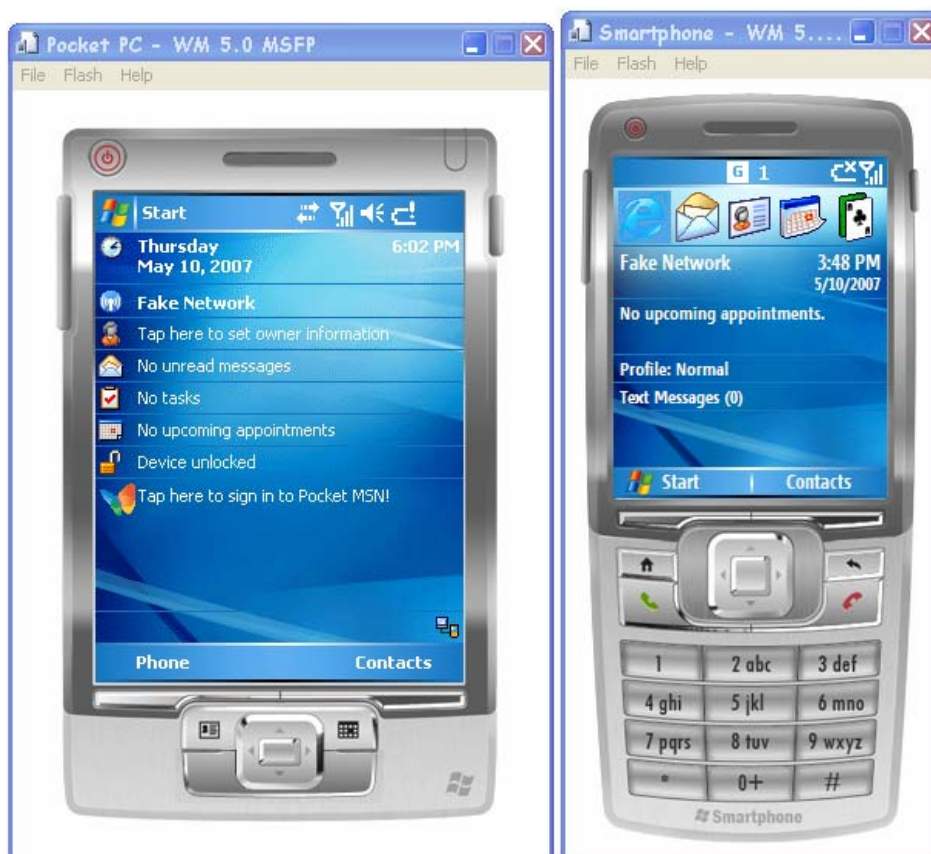 Pocket PC - WM 5.0 MSFP
File Flash Help
Start
Thursday 6:02 PM
May 10, 2007
Fake Network
Tap here to set owner information
No unread messages
No tasks
No upcoming appointments
Device unlocked
Tap here to sign in to Pocket MSN!
Phone Contacts
Smartphone - WM 5....
File Flash Help
G 1
Fake Network 3:48 PM
5/10/2007
No upcoming appointments.
Profile: Normal
Text Messages (0)
Start Contacts
1 2 abc 3 def
4 ghi 5 jkl 6 mno
7 pqrs 8 tuv 9 wxyz
* 0+ #
Smartphone